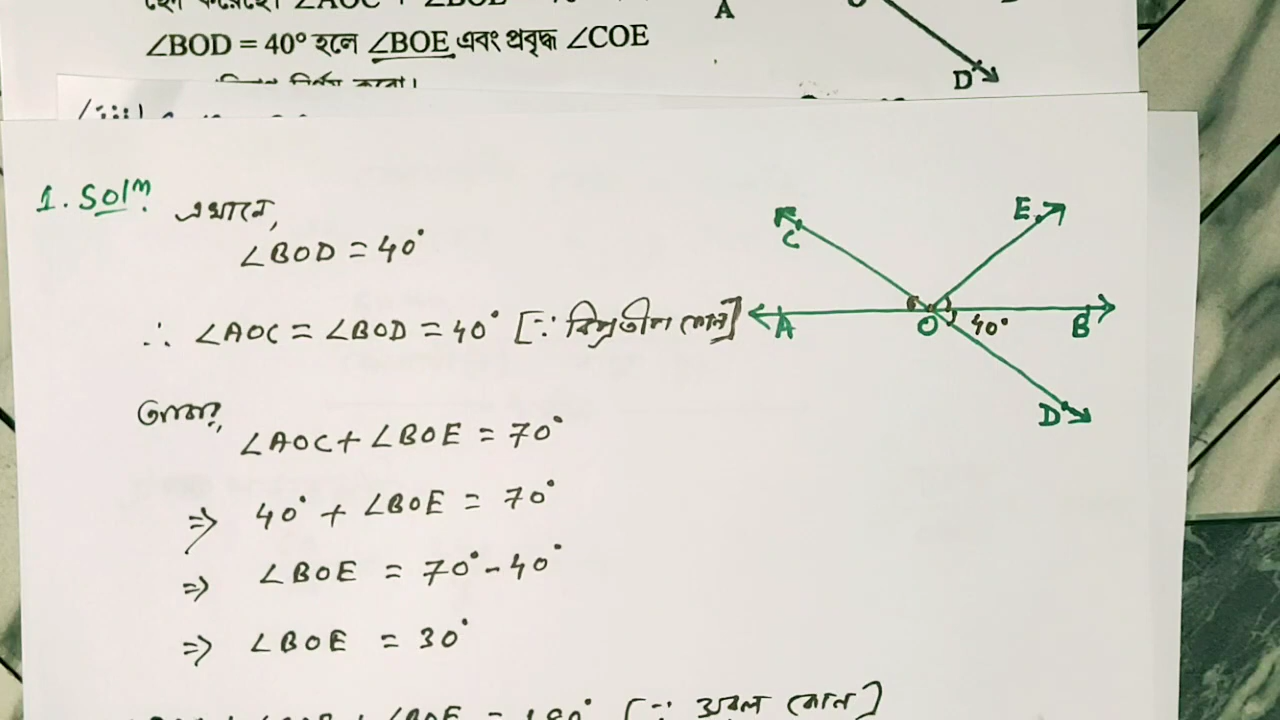 ∠BOD = 40° হলে ∠BOE এবং প্রবৃদ্ধ ∠COE
A
D
1. Solⁿ. এখানে,
∠BOD = 40°
∴ ∠AOC = ∠BOD = 40° [∵ বিপ্রতীপ কোন]
∠AOC + ∠BOE = 70°
⇒ 40° + ∠BOE = 70°
⇒ ∠BOE = 70° - 40°
⇒ ∠BOE = 30°
E
C
A
O
40°
B
D